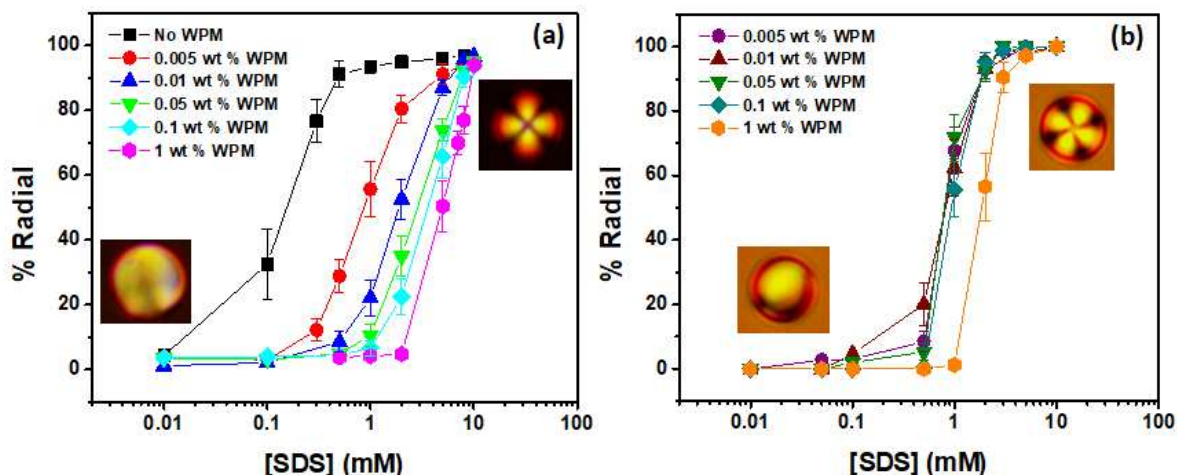 (a)
No WPM
0.005 wt % WPM
0.01 wt % WPM
0.05 wt % WPM
0.1 wt % WPM
1 wt % WPM
% Radial
100
80
60
40
20
0
0.01 0.1 1 10 100
[SDS] (mM)
(b)
0.005 wt % WPM
0.01 wt % WPM
0.05 wt % WPM
0.1 wt % WPM
1 wt % WPM
% Radial
100
80
60
40
20
0
0.01 0.1 1 10 100
[SDS] (mM)